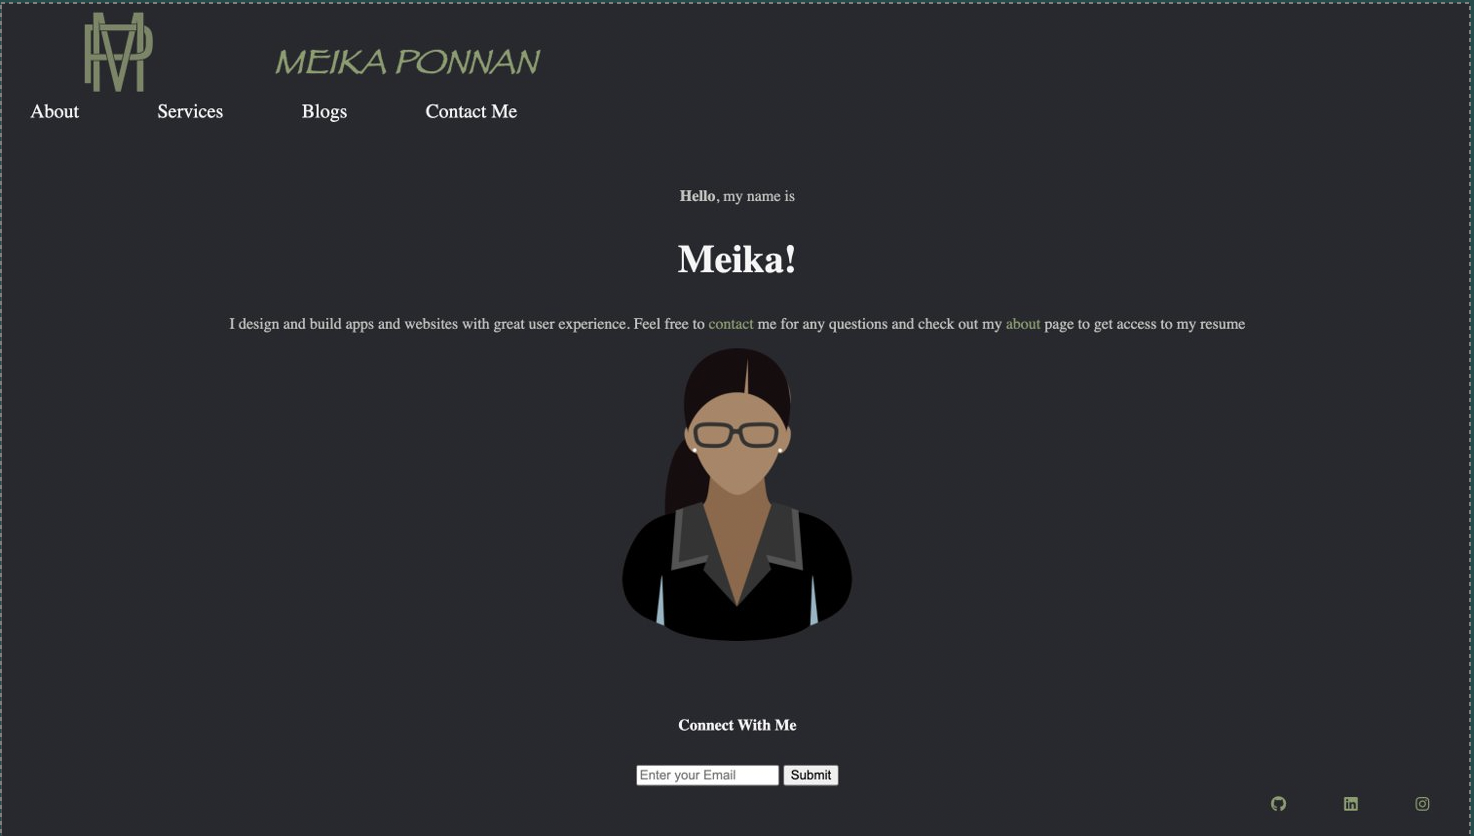 MP
MEIKA PONNAN
About Services Blogs Contact Me
Hello, my name is
Meika!
I design and build apps and websites with great user experience. Feel free to contact me for any questions and check out my about page to get access to my resume
Connect With Me
Enter your Email Submit
in